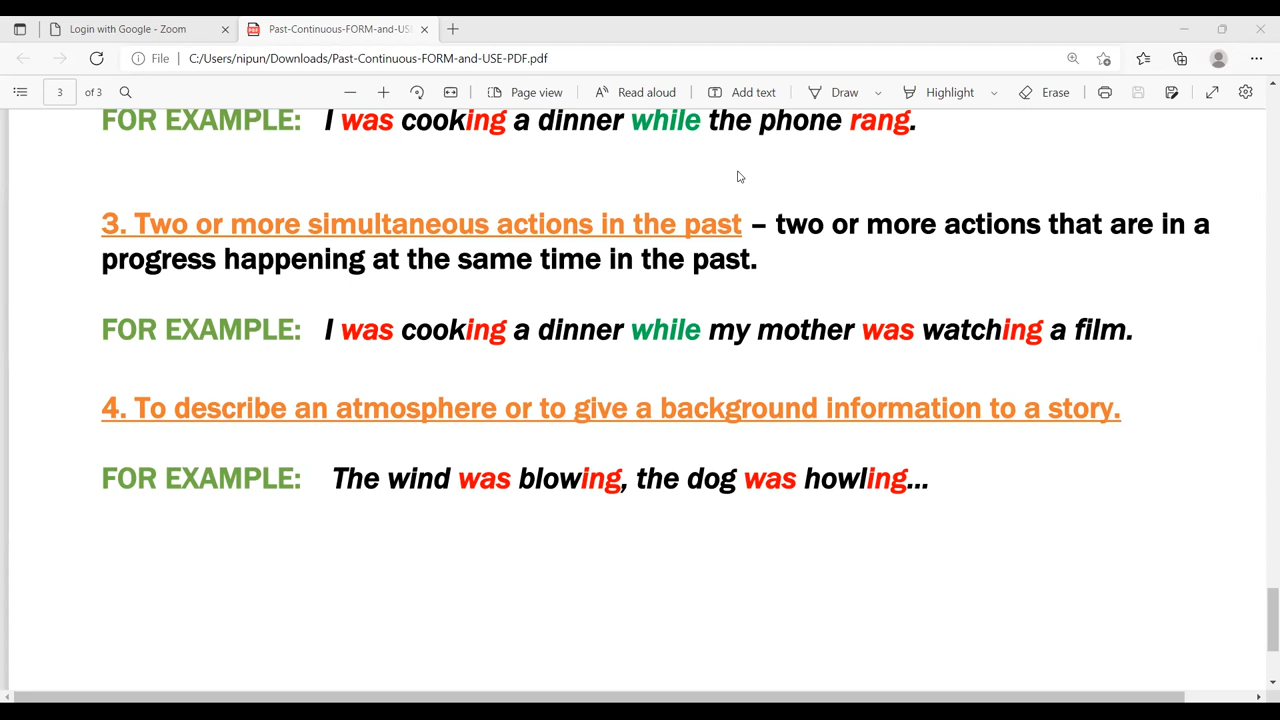 Login with Google - Zoom
Past-Continuous-FORM-and-USE
File
C:/Users/nipun/Downloads/Past-Continuous-FORM-and-USE-PDF.pdf
3 of 3
Page view
Read aloud
Add text
Draw
Highlight
Erase
FOR EXAMPLE: I was cooking a dinner while the phone rang.
3. Two or more simultaneous actions in the past – two or more actions that are in a
progress happening at the same time in the past.
FOR EXAMPLE: I was cooking a dinner while my mother was watching a film.
4. To describe an atmosphere or to give a background information to a story.
FOR EXAMPLE: The wind was blowing, the dog was howling...